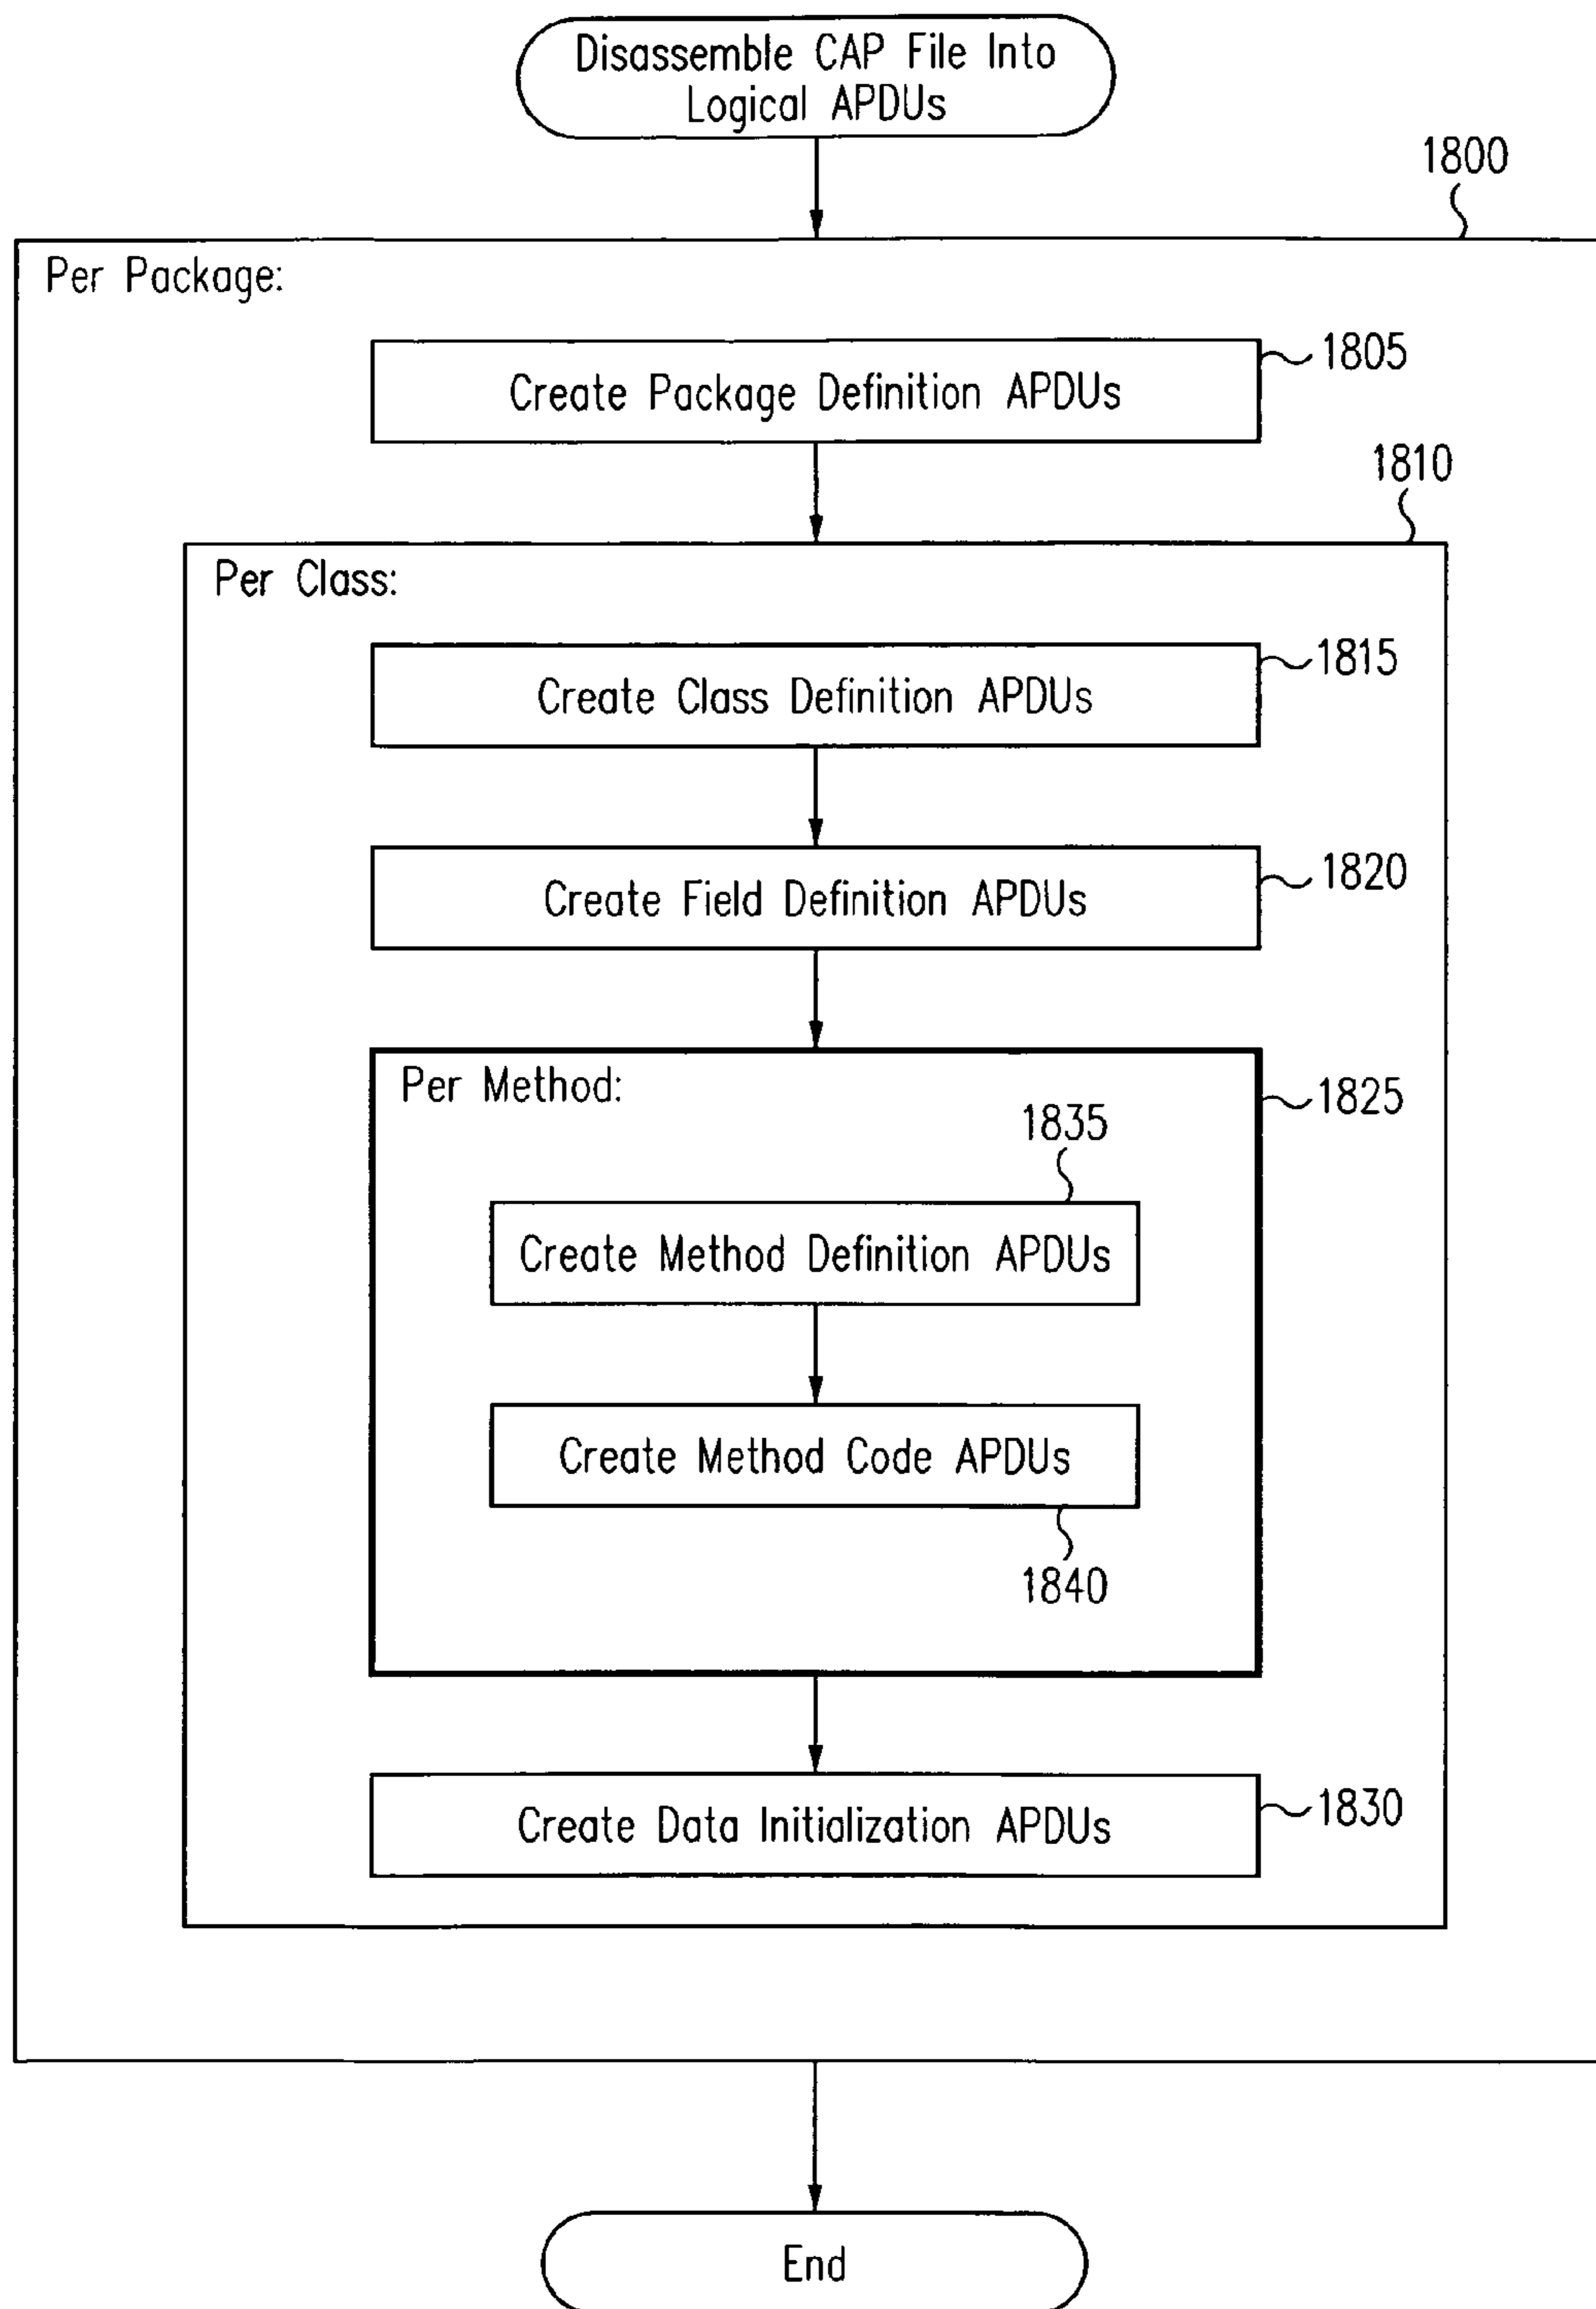 Disassemble CAP File Into
Logical APDUs
1800
Per Package:
1805
Create Package Definition APDUs
1810
Per Class:
1815
Create Class Definition APDUs
1820
Create Field Definition APDUs
Per Method:
1825
1835
Create Method Definition APDUs
Create Method Code APDUs
1840
1830
Create Data Initialization APDUs
End